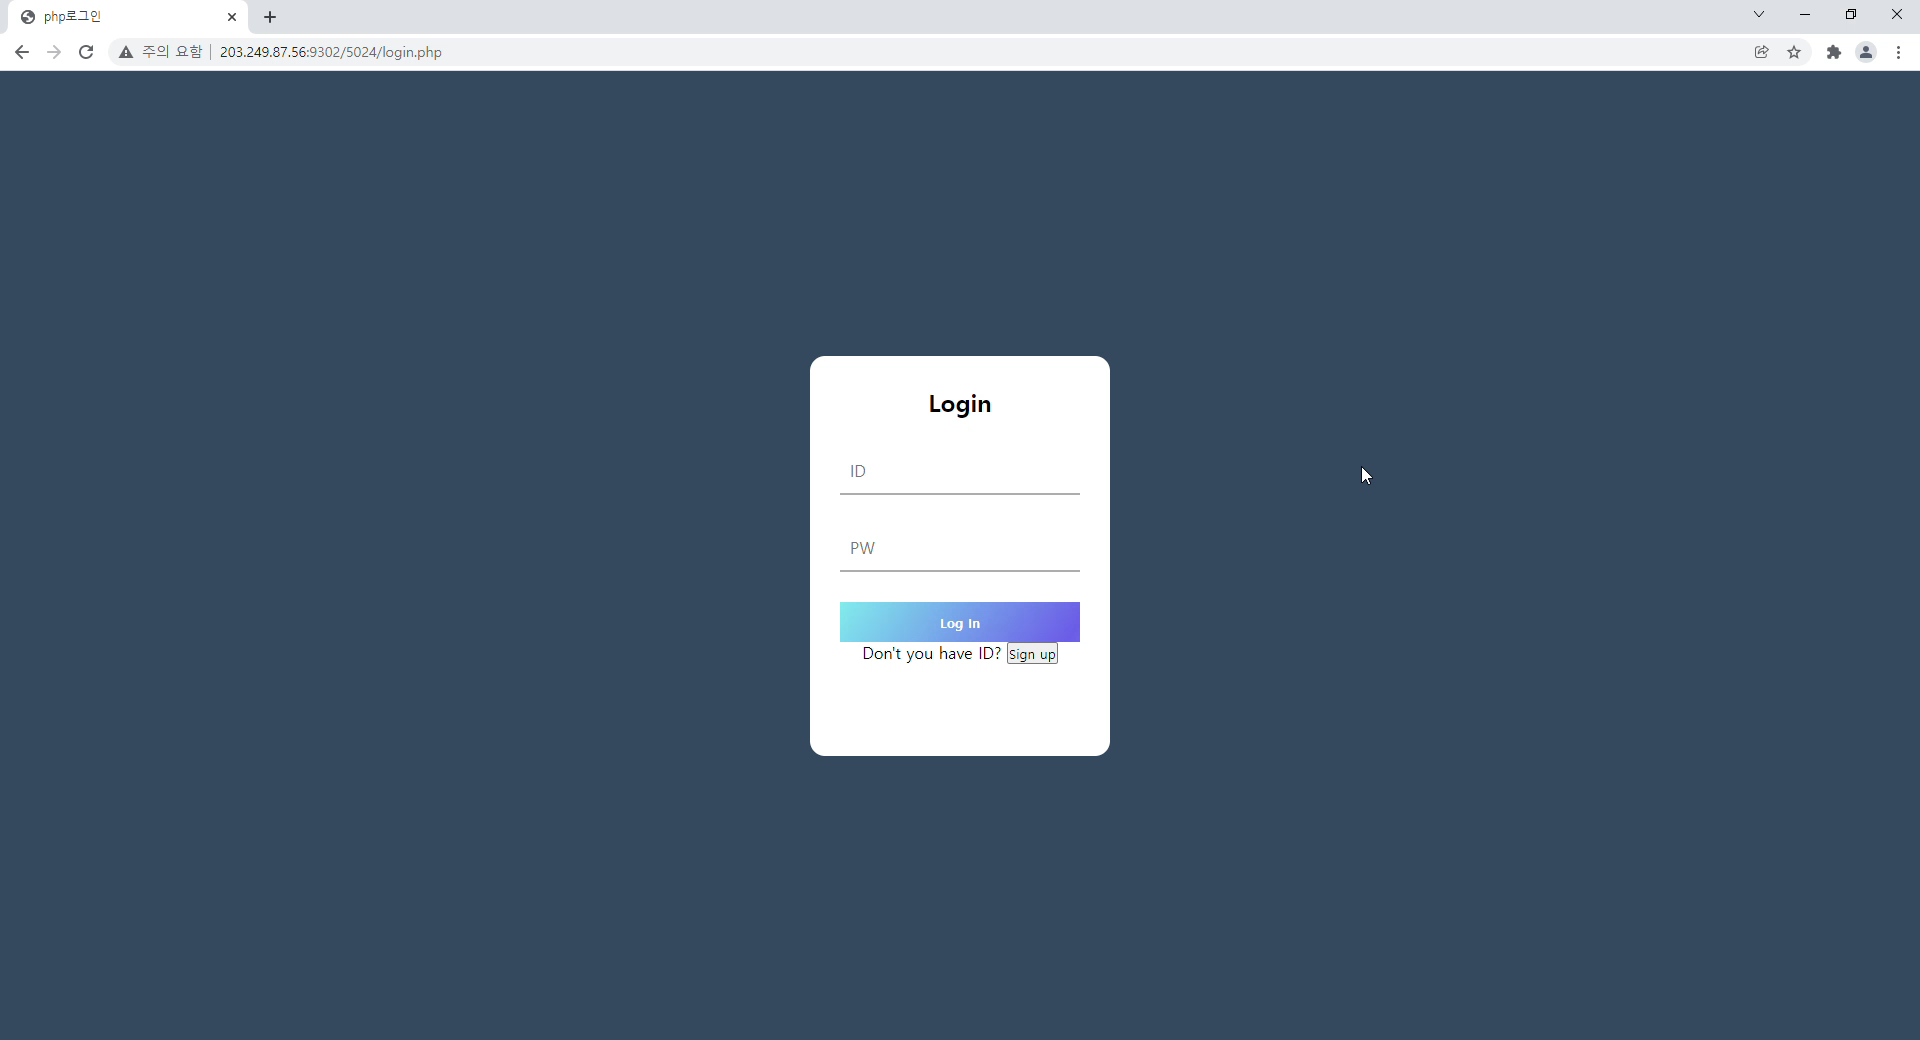 php로그인
주의 요함 203.249.87.56:9302/5024/login.php
Login
ID
PW
Log In
Don't you have ID? Sign up